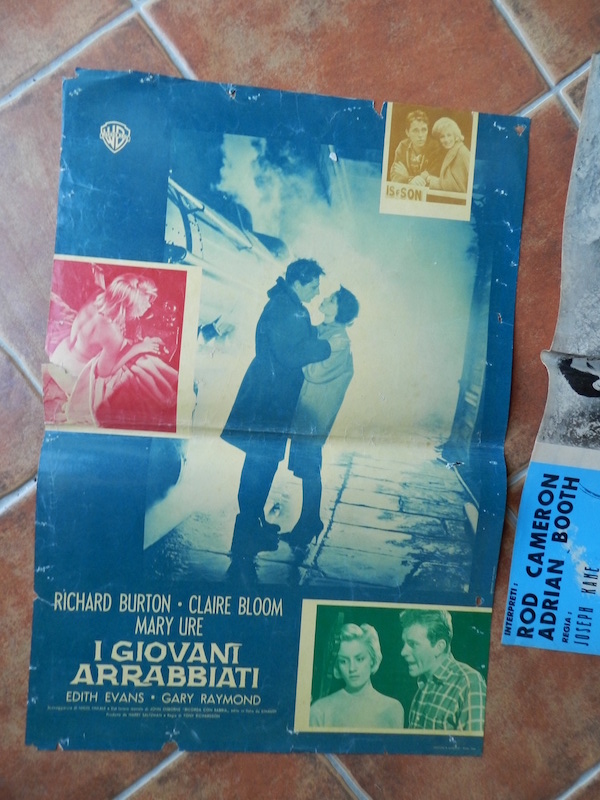 WB
IS & SON
RICHARD BURTON · CLAIRE BLOOM
MARY URE
I GIOVANI
ARRABBIATI
EDITH EVANS · GARY RAYMOND
INTERPRETI:
ROD CAMERON
ADRIAN BOOTH
REGIA:
JOSEPH KANE